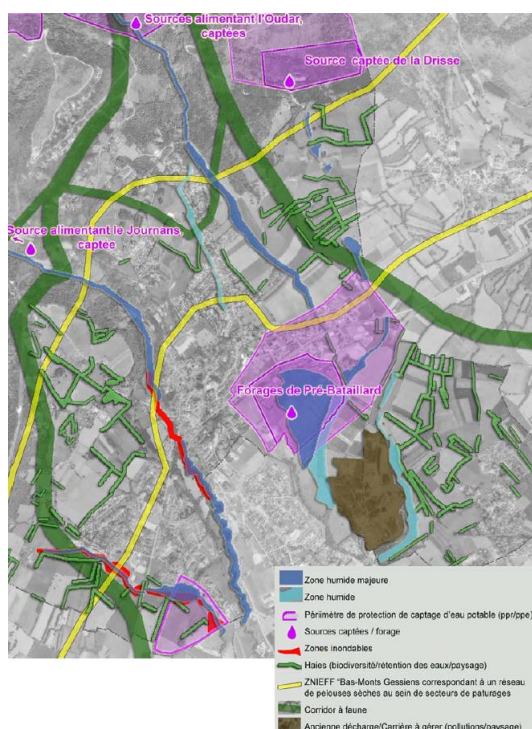 Sources alimentant l'Oudar,
captées
Source captée de la Drisse
Source alimentant le Journans,
captée
Forages de Pré-Bataillard
Zone humide majeure
Zone humide
Périmètre de protection de captage d'eau potable (ppr/ppe)
Sources captées / forage
Zones inondables
Haies (biodiversité/rétention des eaux/paysage)
ZNIEFF "Bas-Monts Gessiens correspondant à un réseau
de pelouses sèches au sein de secteurs de paturages
Corridor à faune
Ancienne décharge/Carrière à gérer (pollutions/paysage)